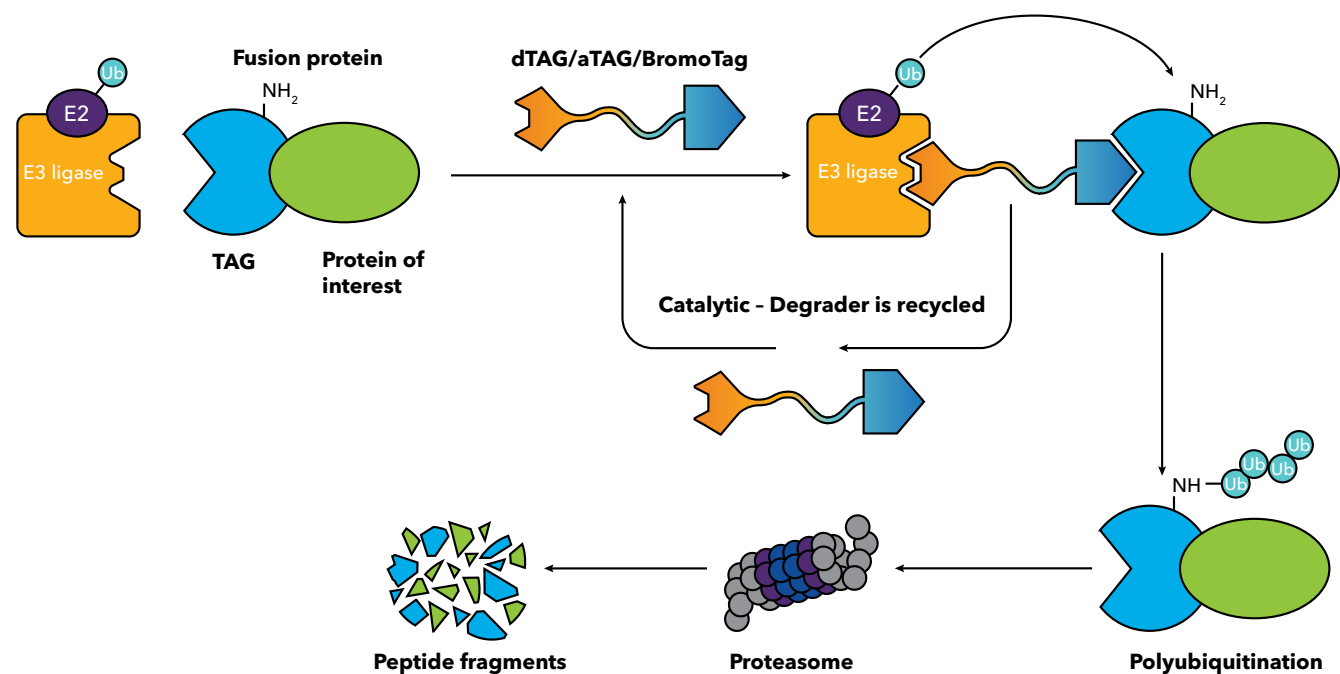 Ub
E2
E3 ligase
Fusion protein
NH2
TAG
Protein of
interest
dTAG/aTAG/BromoTag
Ub
E2
E3 ligase
NH2
Catalytic – Degrader is recycled
NH
Ub
Ub
Ub
Ub
Polyubiquitination
Proteasome
Peptide fragments